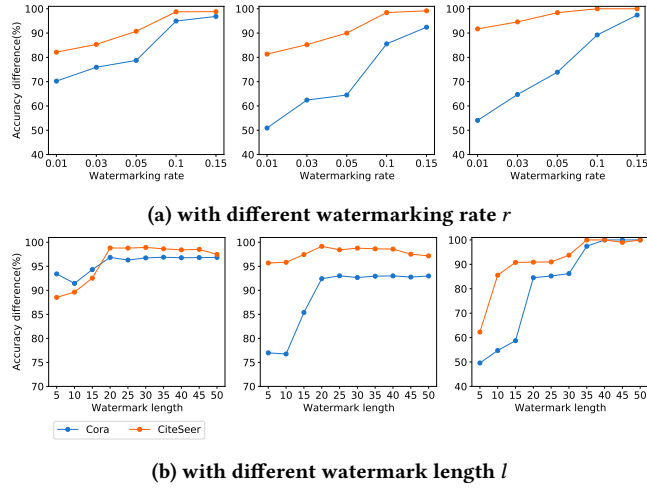 100
90
80
70
60
50
40
Accuracy difference(%)
0.01 0.03 0.05 0.1 0.15
Watermarking rate
100
90
80
70
60
50
40
0.01 0.03 0.05 0.1 0.15
Watermarking rate
100
90
80
70
60
50
40
0.01 0.03 0.05 0.1 0.15
Watermarking rate
(a) with different watermarking rate r
100
95
90
85
80
75
70
Accuracy difference(%)
5 10 15 20 25 30 35 40 45 50
Watermark length
100
95
90
85
80
75
70
5 10 15 20 25 30 35 40 45 50
Watermark length
100
90
80
70
60
50
40
5 10 15 20 25 30 35 40 45 50
Watermark length
Cora CiteSeer
(b) with different watermark length l